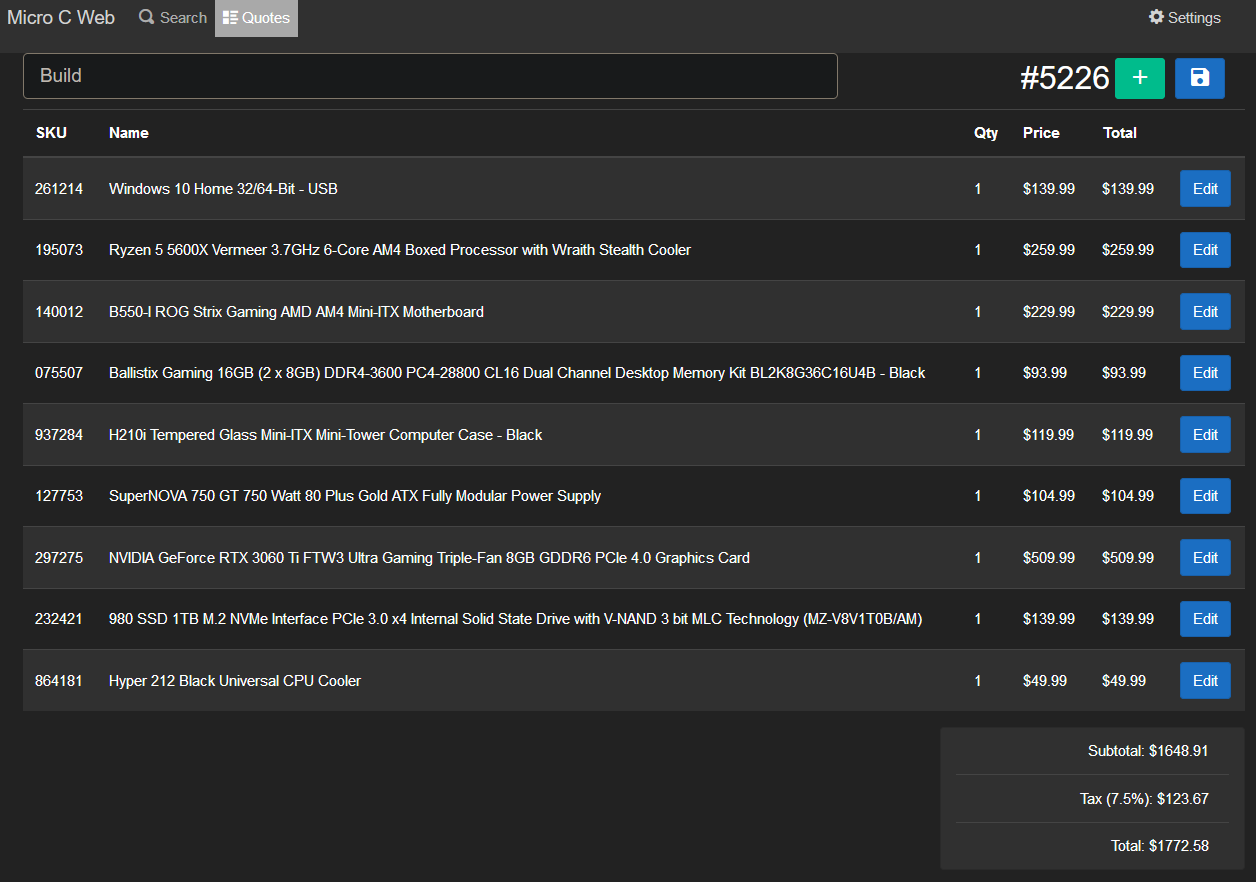 Micro C Web Search Quotes Settings
Build #5226 +
SKU Name Qty Price Total
261214 Windows 10 Home 32/64-Bit - USB 1 $139.99 $139.99 Edit
195073 Ryzen 5 5600X Vermeer 3.7GHz 6-Core AM4 Boxed Processor with Wraith Stealth Cooler 1 $259.99 $259.99 Edit
140012 B550-I ROG Strix Gaming AMD AM4 Mini-ITX Motherboard 1 $229.99 $229.99 Edit
075507 Ballistix Gaming 16GB (2 x 8GB) DDR4-3600 PC4-28800 CL16 Dual Channel Desktop Memory Kit BL2K8G36C16U4B - Black 1 $93.99 $93.99 Edit
937284 H210i Tempered Glass Mini-ITX Mini-Tower Computer Case - Black 1 $119.99 $119.99 Edit
127753 SuperNOVA 750 GT 750 Watt 80 Plus Gold ATX Fully Modular Power Supply 1 $104.99 $104.99 Edit
297275 NVIDIA GeForce RTX 3060 Ti FTW3 Ultra Gaming Triple-Fan 8GB GDDR6 PCIe 4.0 Graphics Card 1 $509.99 $509.99 Edit
232421 980 SSD 1TB M.2 NVMe Interface PCIe 3.0 x4 Internal Solid State Drive with V-NAND 3 bit MLC Technology (MZ-V8V1T0B/AM) 1 $139.99 $139.99 Edit
864181 Hyper 212 Black Universal CPU Cooler 1 $49.99 $49.99 Edit
Subtotal: $1648.91
Tax (7.5%): $123.67
Total: $1772.58